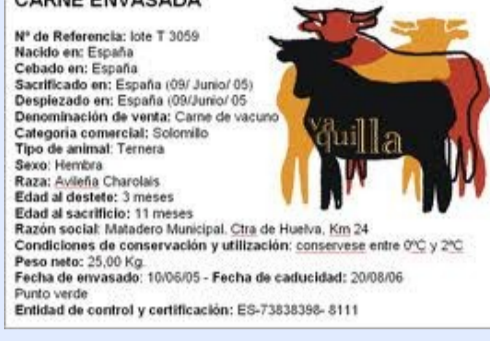 CARNE ENVASADA
Nº de Referencia: lote T 3059
Nacido en: España
Cebado en: España
Sacrificado en: España (09/ Junio/ 05)
Despiezado en: España (09/Junio/ 05
Denominación de venta: Carne de vacuno
Categoría comercial: Solomillo
Tipo de animal: Ternera
Sexo: Hembra
Raza: Avileña Charolais
Edad al destete: 3 meses
Edad al sacrificio: 11 meses
Razón social: Matadero Municipal. Ctra de Huelva, Km 24
Condiciones de conservación y utilización: conservese entre 0ºC y 2ºC
Peso neto: 25,00 Kg.
Fecha de envasado: 10/06/05 - Fecha de caducidad: 20/08/06
Punto verde
Entidad de control y certificación: ES-73838398- 8111
va
quilla